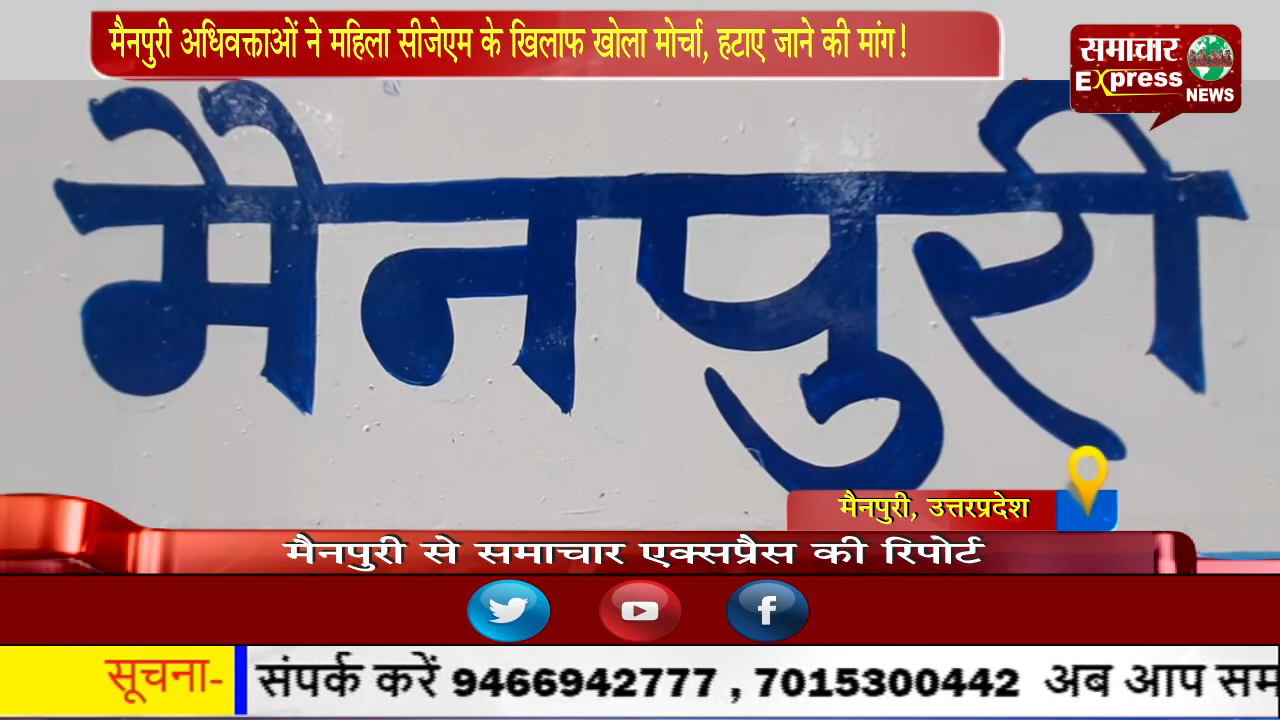 मैनपुरी अधिवक्ताओं ने महिला सीजेएम के खिलाफ खोला मोर्चा, हटाए जाने की मांग!
समाचार
Express
NEWS
मैनपुरी
मैनपुरी, उत्तरप्रदेश
मैनपुरी से समाचार एक्सप्रैस की रिपोर्ट
सूचना- संपर्क करें 9466942777 , 7015300442 अब आप सम